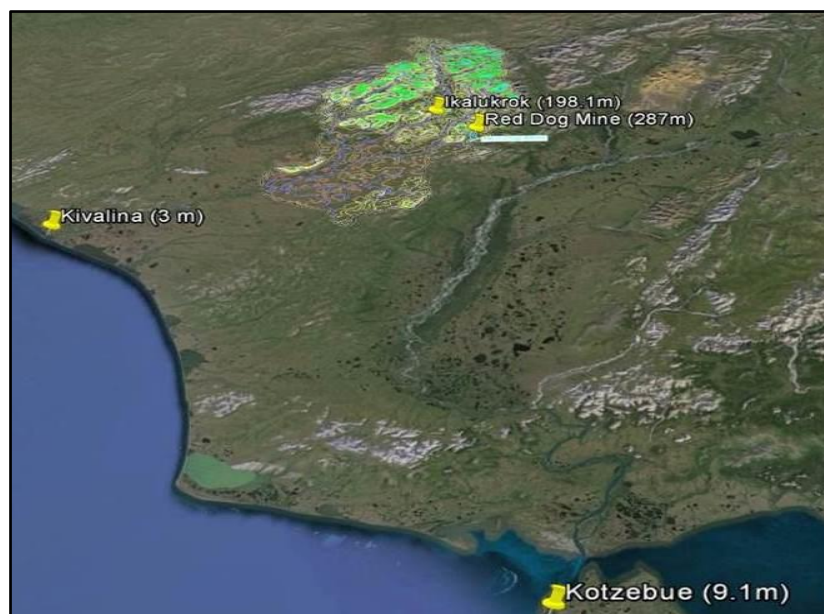 Ikalukrok (198.1m)
Red Dog Mine (287m)
Kivalina (3 m)
Kotzebue (9.1m)